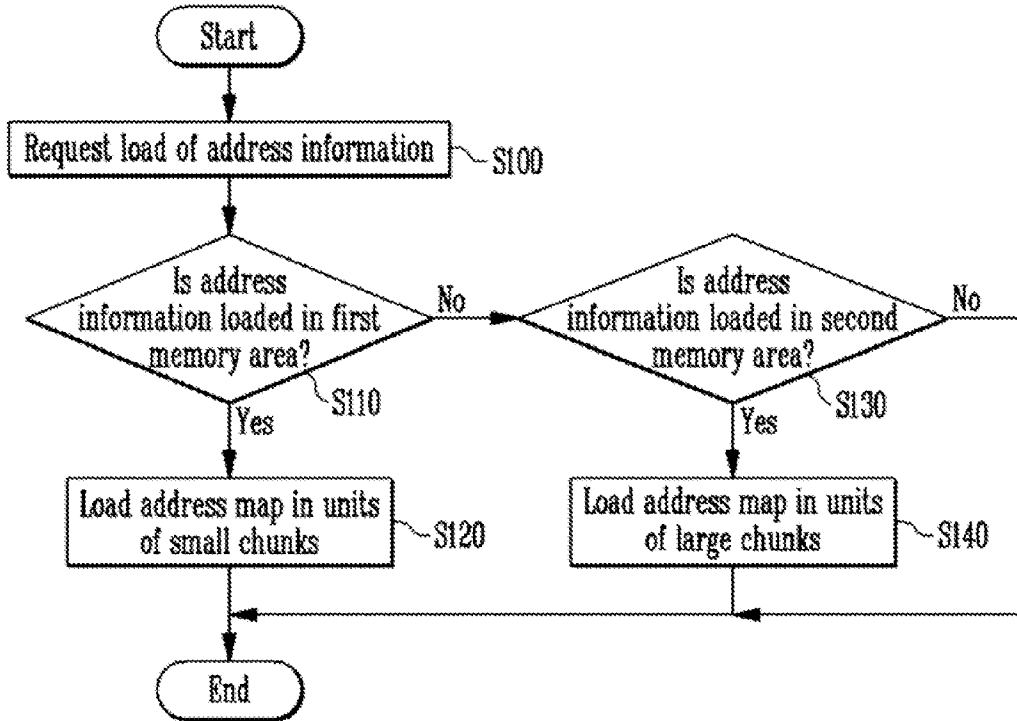 Start
Request load of address information
S100
Is address
information loaded in first
memory area?
No
S110
Yes
Is address
information loaded in second
memory area?
No
S130
Yes
Load address map in units
of small chunks
S120
Load address map in units
of large chunks
S140
End